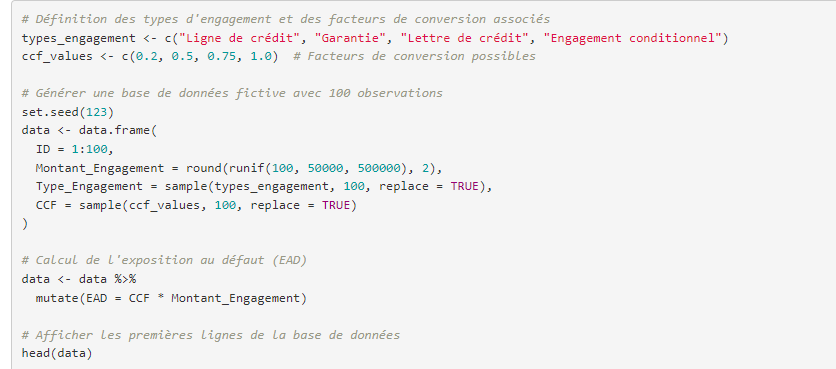 # Définition des types d'engagement et des facteurs de conversion associés
types_engagement <- c("Ligne de crédit", "Garantie", "Lettre de crédit", "Engagement conditionnel")
ccf_values <- c(0.2, 0.5, 0.75, 1.0)  # Facteurs de conversion possibles

# Générer une base de données fictive avec 100 observations
set.seed(123)
data <- data.frame(
  ID = 1:100,
  Montant_Engagement = round(runif(100, 50000, 500000), 2),
  Type_Engagement = sample(types_engagement, 100, replace = TRUE),
  CCF = sample(ccf_values, 100, replace = TRUE)
)

# Calcul de l'exposition au défaut (EAD)
data <- data %>%
  mutate(EAD = CCF * Montant_Engagement)

# Afficher les premières lignes de la base de données
head(data)